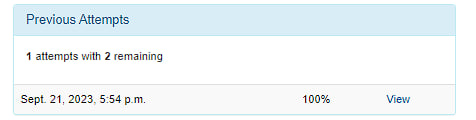 Previous Attempts
1 attempts with 2 remaining
Sept. 21, 2023, 5:54 p.m. 100% View